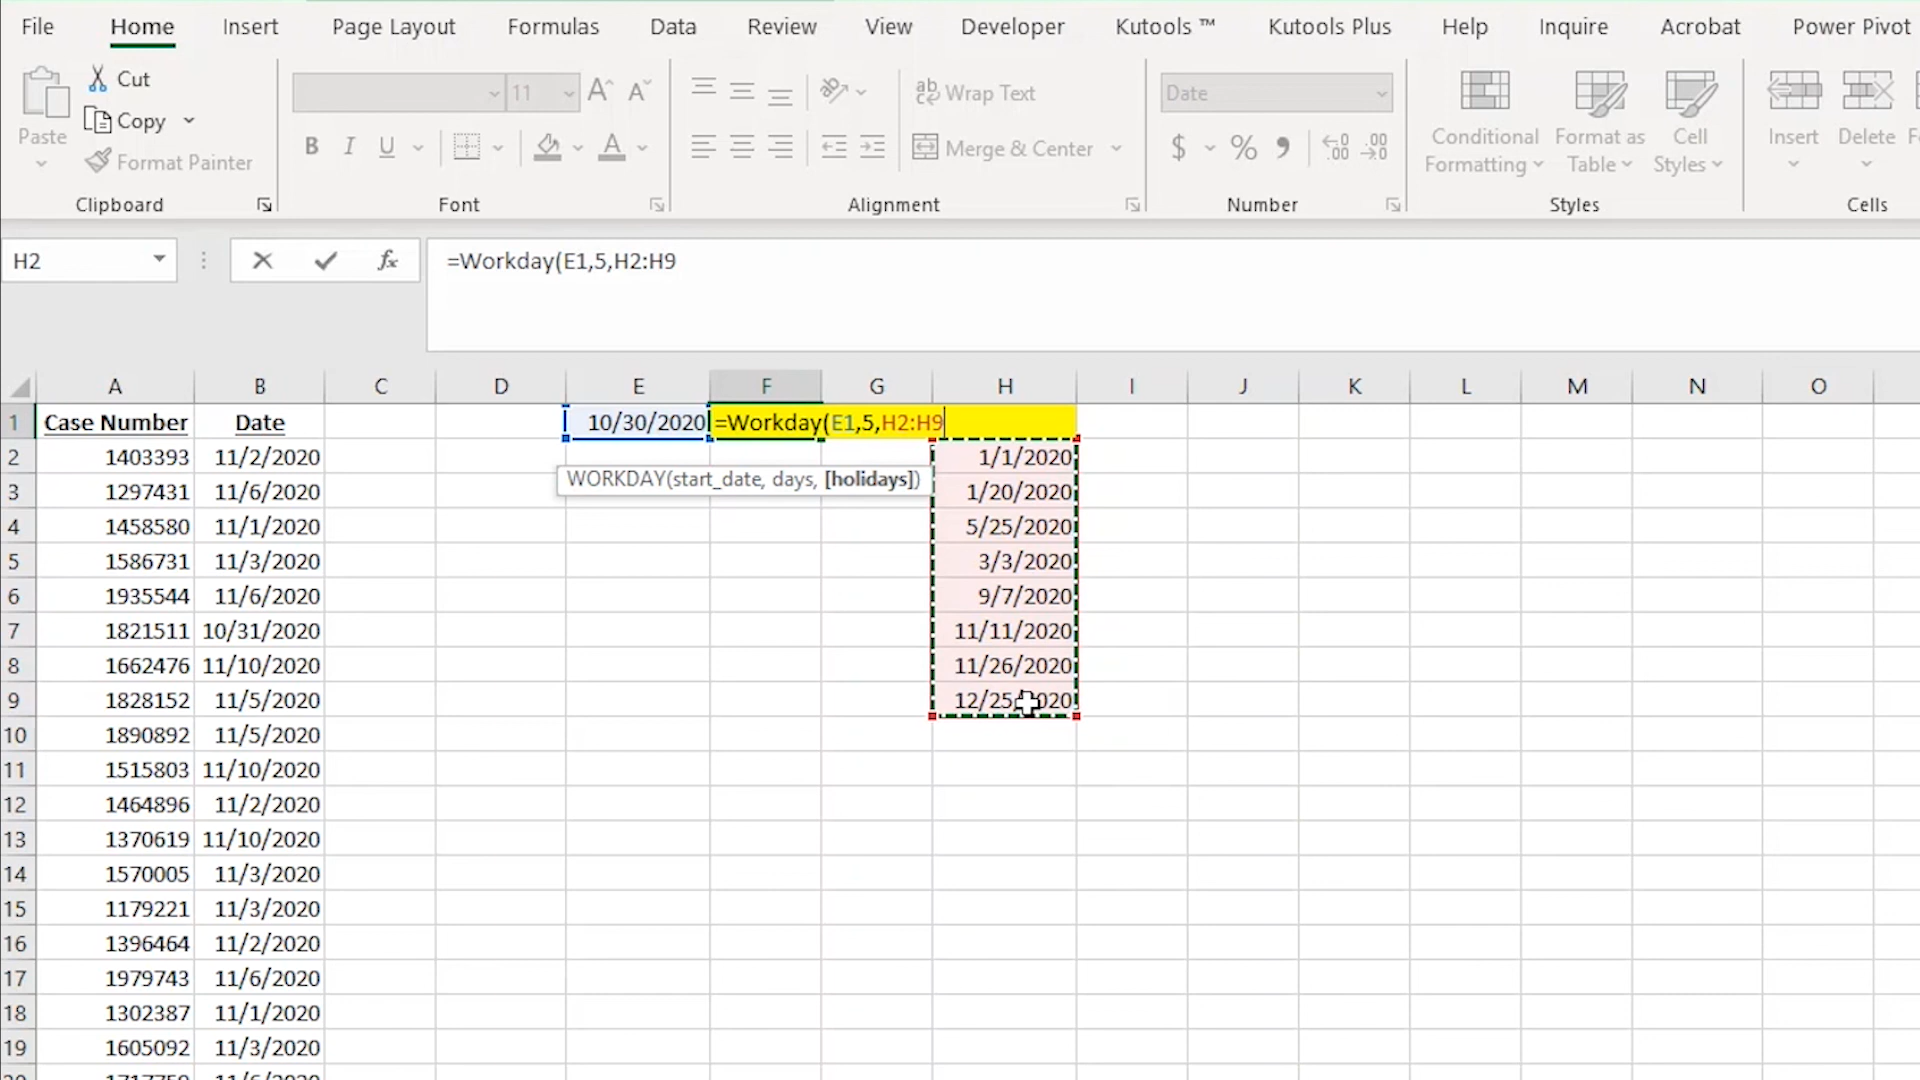 File Home Insert Page Layout Formulas Data Review View Developer Kutools ™ Kutools Plus Help Inquire Acrobat Power Pivot
Cut
Copy
Format Painter
Paste
11
B I U
Wrap Text
Merge & Center
Date
$ % 
Conditional Formatting
Format as Table
Cell Styles
Insert
Delete
Clipboard Font Alignment Number Styles Cells
H2 fx =Workday(E1,5,H2:H9
A B C D E F G H I J K L M N O
1 Case Number Date 10/30/2020 =Workday(E1,5,H2:H9
2 1403393 11/2/2020 1/1/2020
WORKDAY(start_date, days, [holidays])
3 1297431 11/6/2020 1/20/2020
4 1458580 11/1/2020 5/25/2020
5 1586731 11/3/2020 3/3/2020
6 1935544 11/6/2020 9/7/2020
7 1821511 10/31/2020 11/11/2020
8 1662476 11/10/2020 11/26/2020
9 1828152 11/5/2020 12/25/2020
10 1890892 11/5/2020
11 1515803 11/10/2020
12 1464896 11/2/2020
13 1370619 11/10/2020
14 1570005 11/3/2020
15 1179221 11/3/2020
16 1396464 11/2/2020
17 1979743 11/6/2020
18 1302387 11/1/2020
19 1605092 11/3/2020